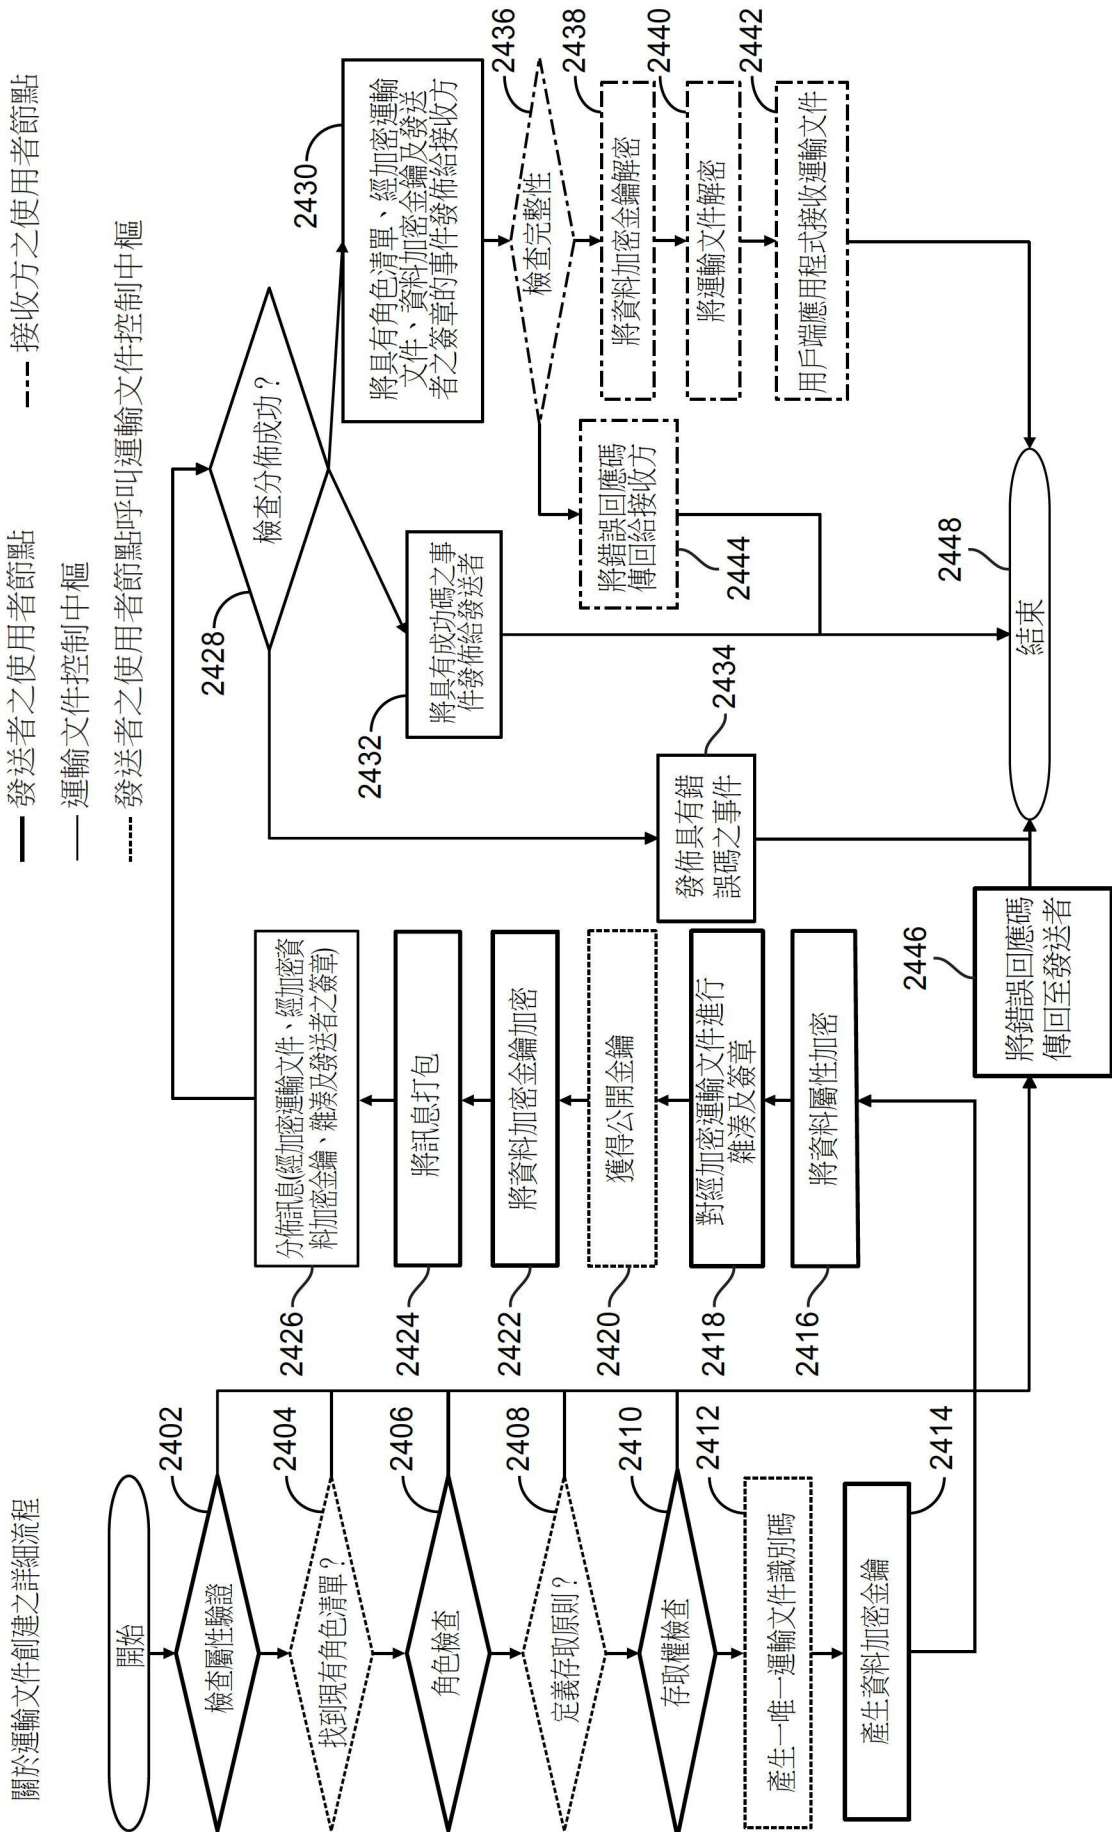 關於運輸文件創建之詳細流程
發送者之使用者節點
運輸文件控制中樞
發送者之使用者節點呼叫運輸文件控制中樞
接收方之使用者節點
開始
檢查屬性驗證
2402
找到現有角色清單？
2404
角色檢查
2406
定義存取原則？
2408
存取權檢查
2410
產生一唯一運輸文件識別碼
2412
產生資料加密金鑰
2414
將資料屬性加密
2416
對經加密運輸文件進行
雜湊及簽章
2418
獲得公開金鑰
2420
將資料加密金鑰加密
2422
將訊息打包
2424
分佈訊息(經加密運輸文件、經加密資
料加密金鑰、雜湊及發送者之簽章)
2426
檢查分佈成功？
2428
將具有角色清單、經加密運輸
文件、資料加密金鑰及發送
者之簽章的事件發佈給接收方
2430
將具有成功碼之事
件發佈給發送者
2432
發佈具有錯
誤碼之事件
2434
檢查完整性
2436
將資料加密金鑰解密
2438
將運輸文件解密
2440
用戶端應用程式接收運輸文件
2442
將錯誤回應碼
傳回給接收方
2444
將錯誤回應碼
傳回至發送者
2446
結束
2448